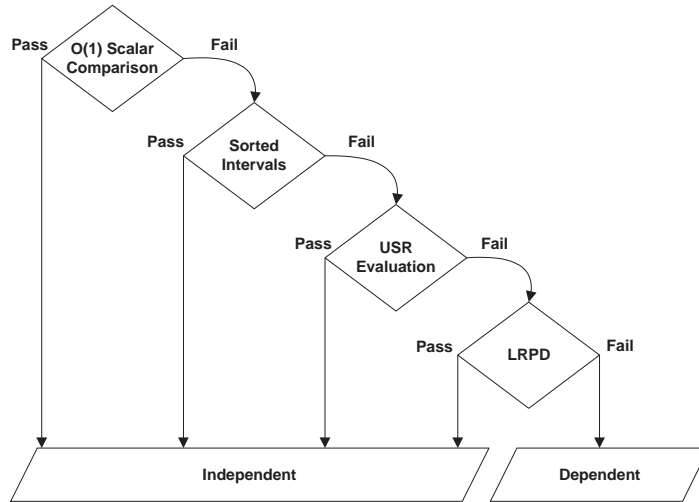 Pass
O(1) Scalar
Comparison
Fail
Pass
Sorted
Intervals
Fail
Pass
USR
Evaluation
Fail
Pass
LRPD
Fail
Independent
Dependent